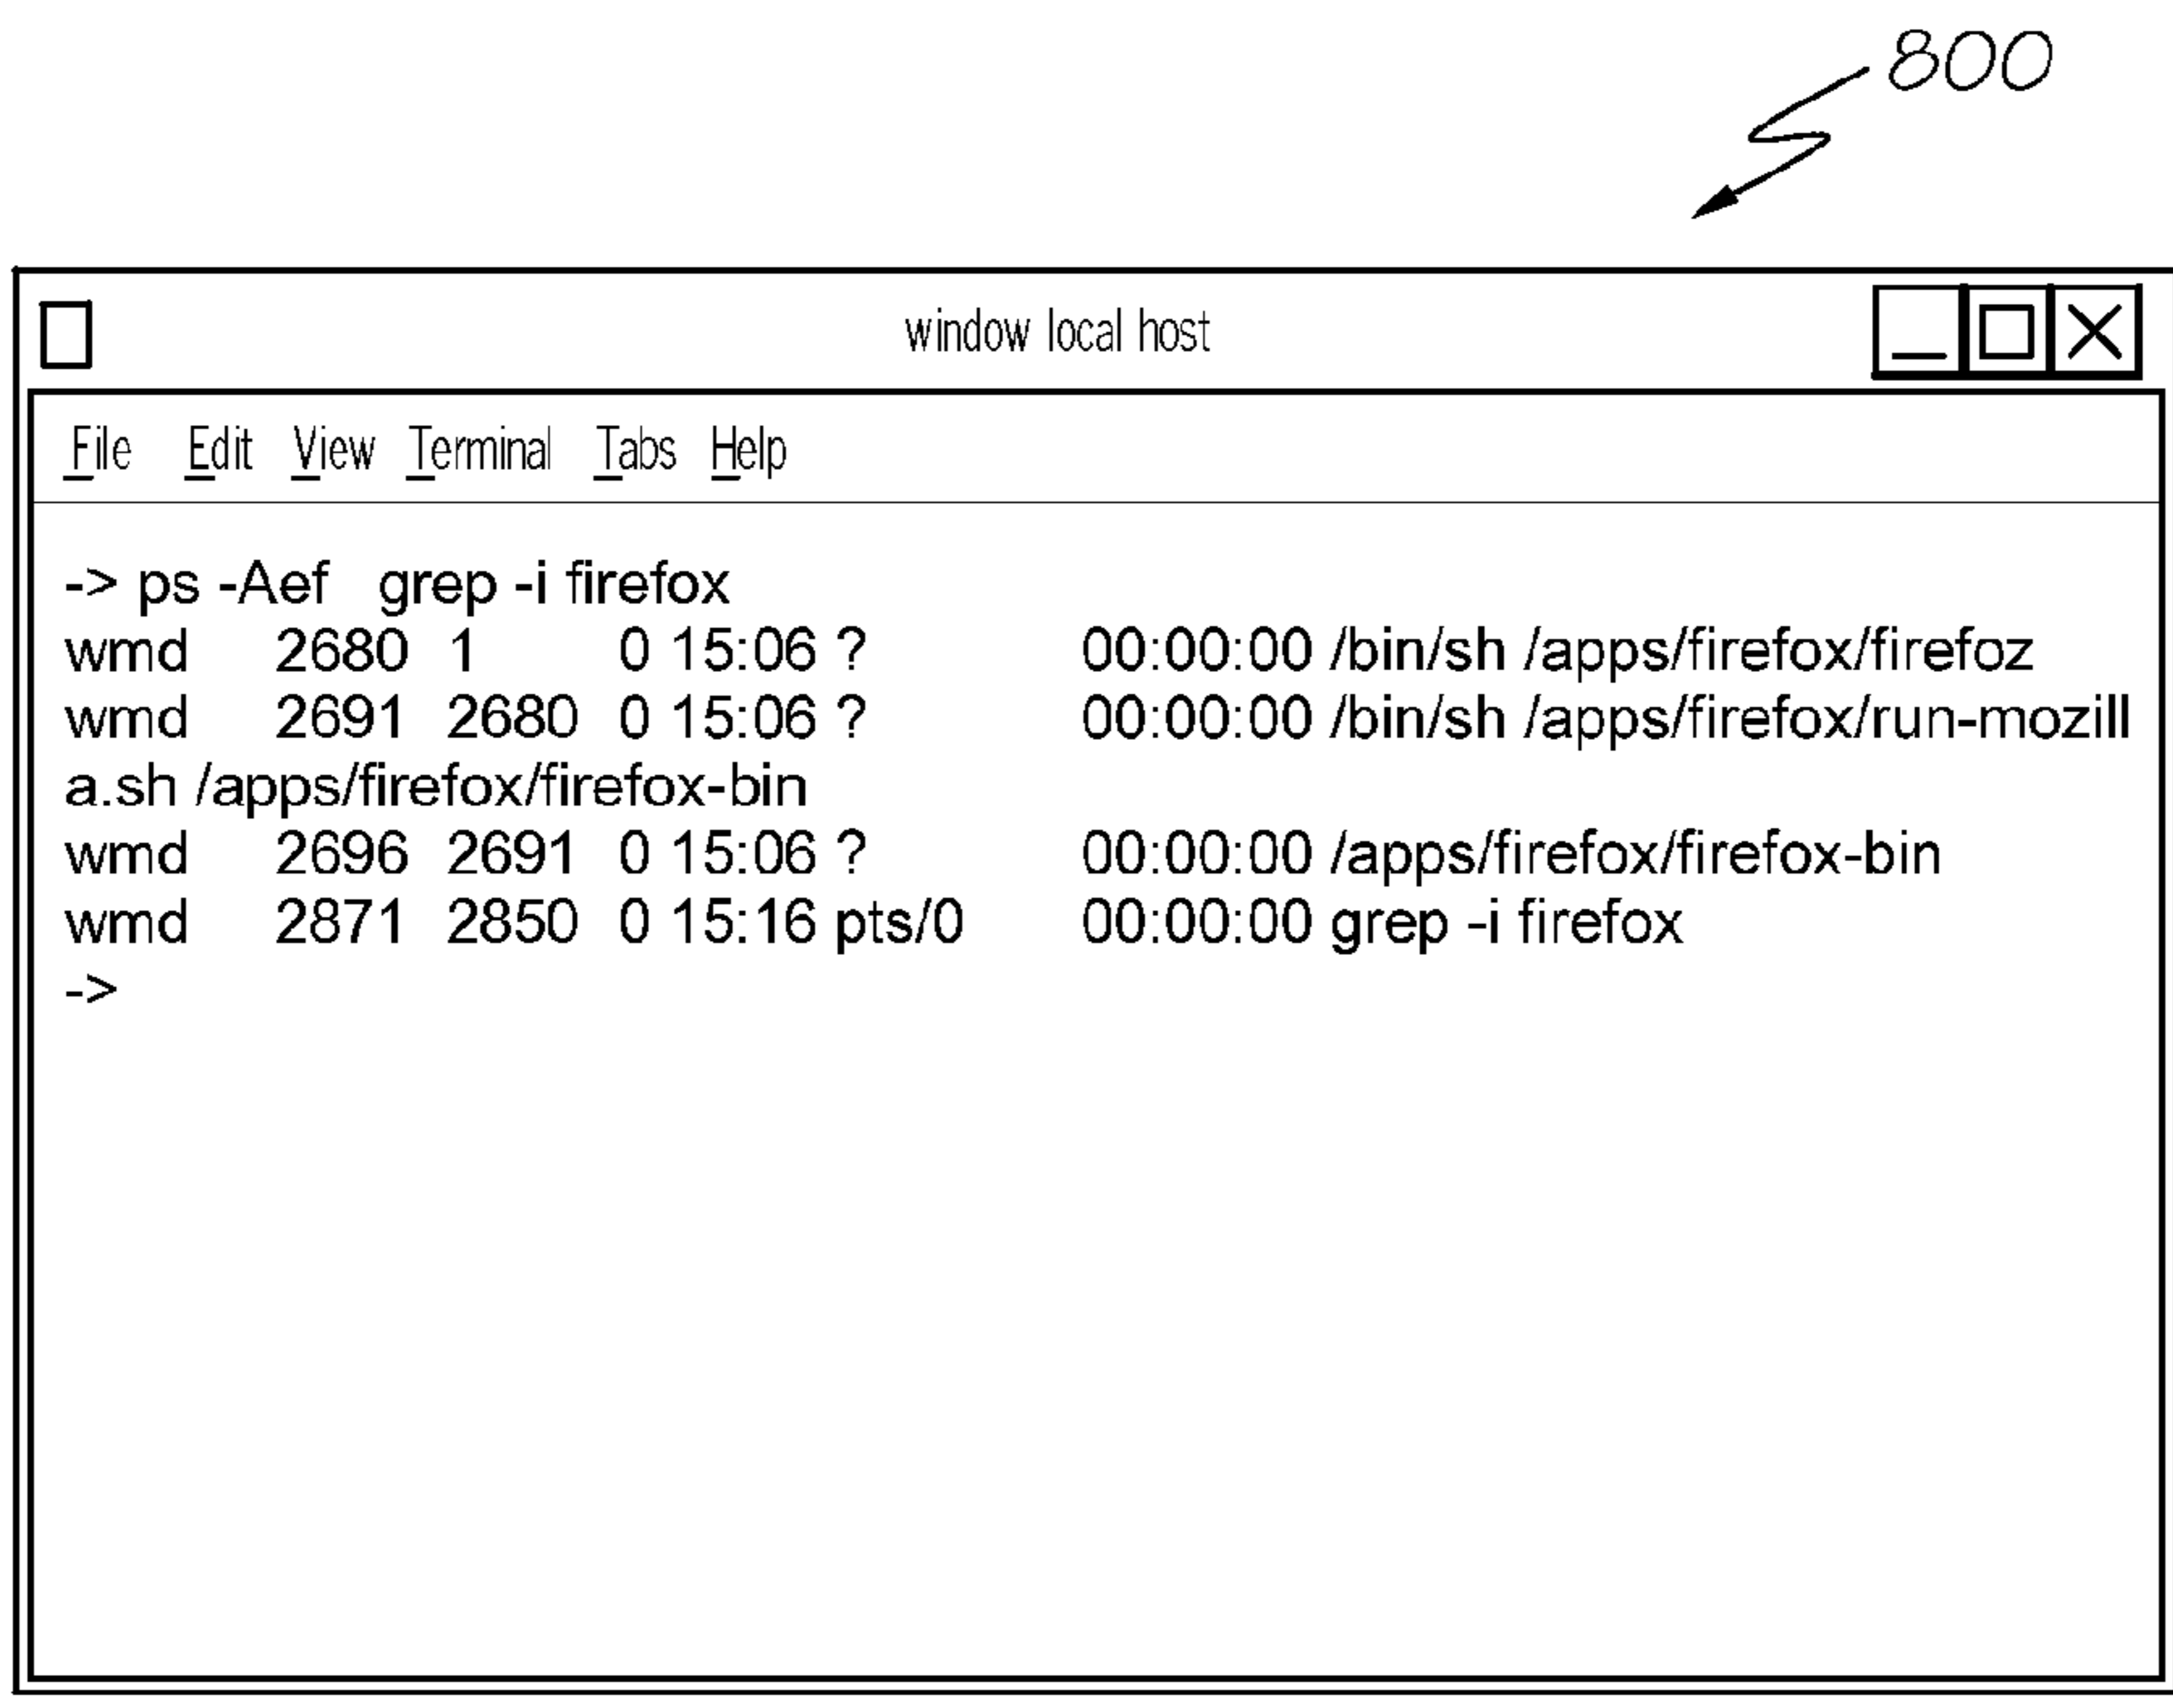 800
window local host
File Edit View Terminal Tabs Help
-> ps -Aef grep -i firefox
wmd 2680 1 0 15:06 ? 00:00:00 /bin/sh /apps/firefox/firefoz
wmd 2691 2680 0 15:06 ? 00:00:00 /bin/sh /apps/firefox/run-mozill
a.sh /apps/firefox/firefox-bin
wmd 2696 2691 0 15:06 ? 00:00:00 /apps/firefox/firefox-bin
wmd 2871 2850 0 15:16 pts/0 00:00:00 grep -i firefox
->